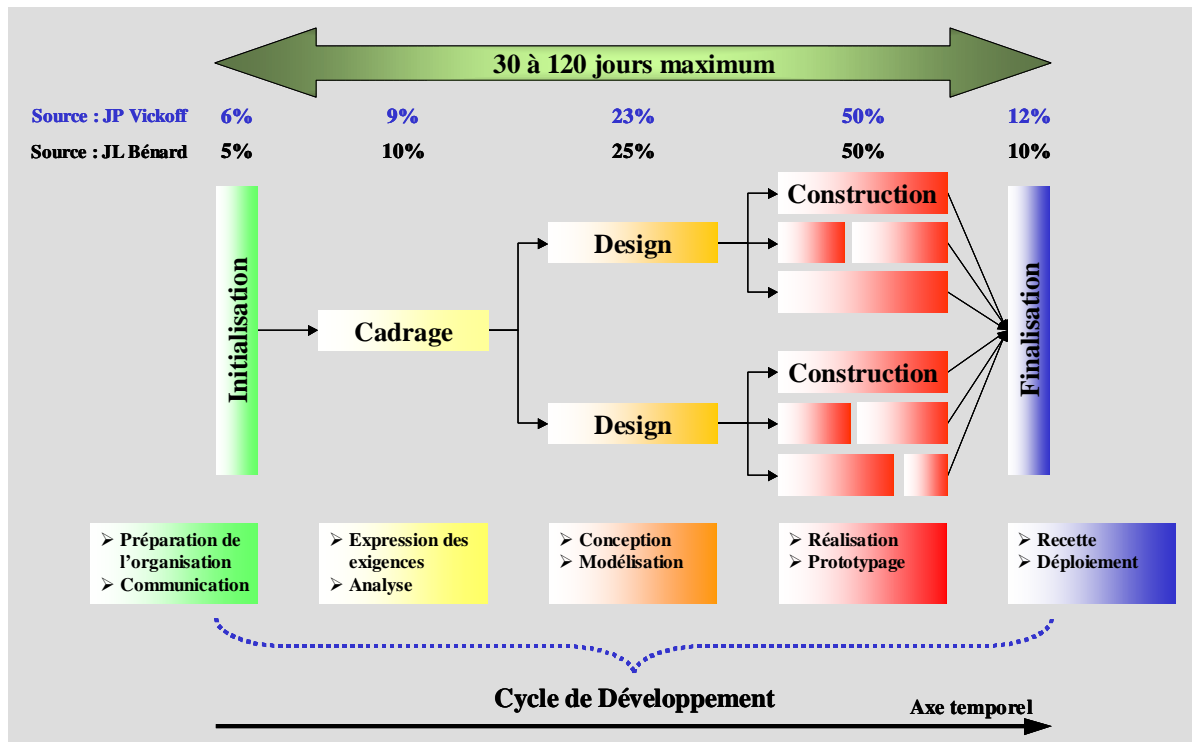 30 à 120 jours maximum
Source : JP Vickoff 6% 9% 23% 50% 12%
Source : JL Bénard 5% 10% 25% 50% 10%
Initialisation
Cadrage
Design
Design
Construction
Construction
Finalisation
➢ Préparation de
l’organisation
➢ Communication
➢ Expression des
exigences
➢ Analyse
➢ Conception
➢ Modélisation
➢ Réalisation
➢ Prototypage
➢ Recette
➢ Déploiement
Cycle de Développement
Axe temporel